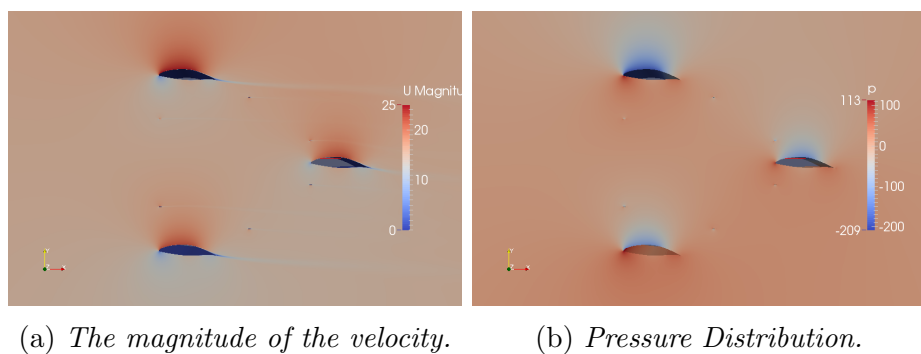 U Magnitu
25
20
10
0
Y
X
p
113
100
0
-100
-200
-209
Y
X
(a) The magnitude of the velocity.
(b) Pressure Distribution.